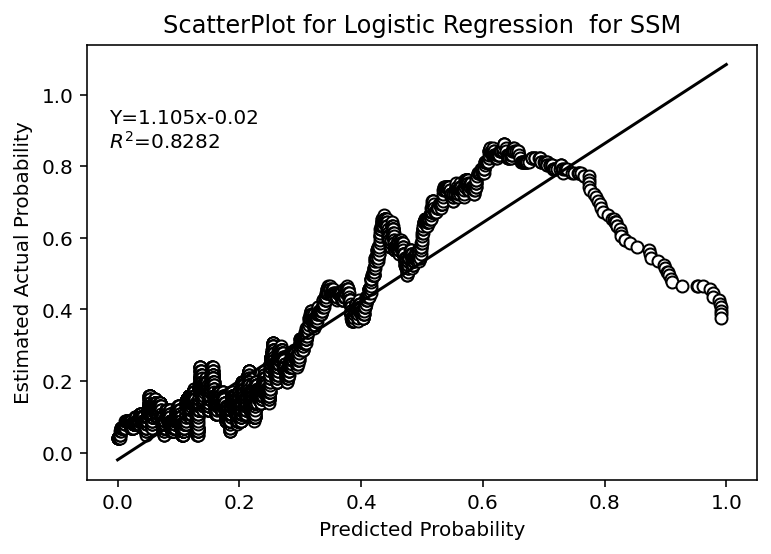 ScatterPlot for Logistic Regression  for SSM
Y=1.105x-0.02
R²=0.8282
Estimated Actual Probability
1.0
0.8
0.6
0.4
0.2
0.0
0.0 0.2 0.4 0.6 0.8 1.0
Predicted Probability